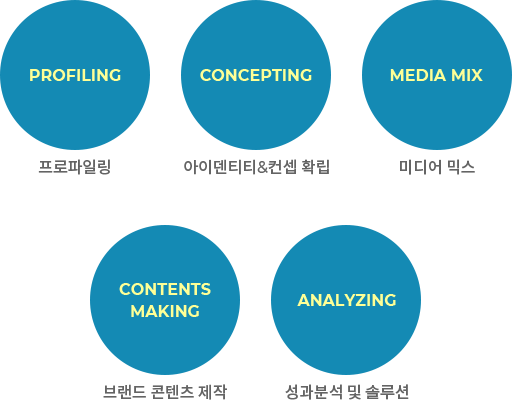 PROFILING
CONCEPTING
MEDIA MIX
프로파일링
아이덴티티&컨셉 확립
미디어 믹스
CONTENTS
MAKING
ANALYZING
브랜드 콘텐츠 제작
성과분석 및 솔루션